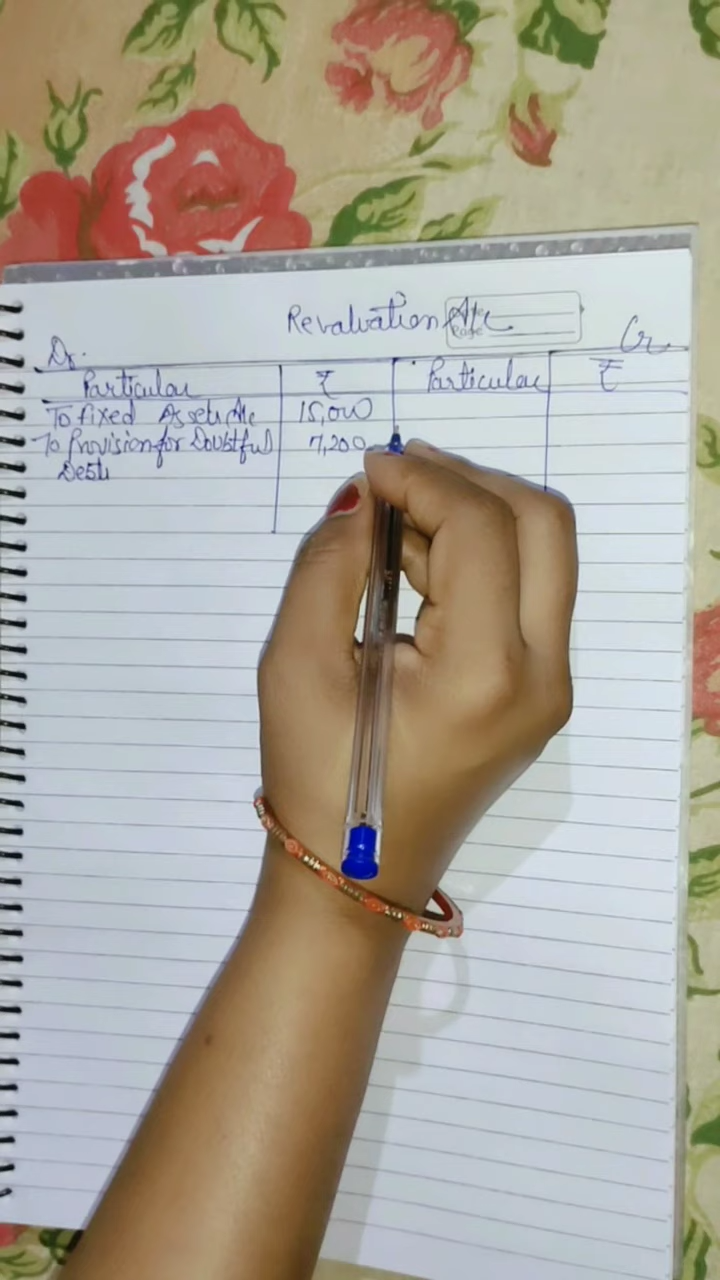 Revaluation A/c
Dr. Cr
Particular ₹ Particular ₹
To fixed Assets A/c 15,000
To Provision for Doubtful 7,200
Debts